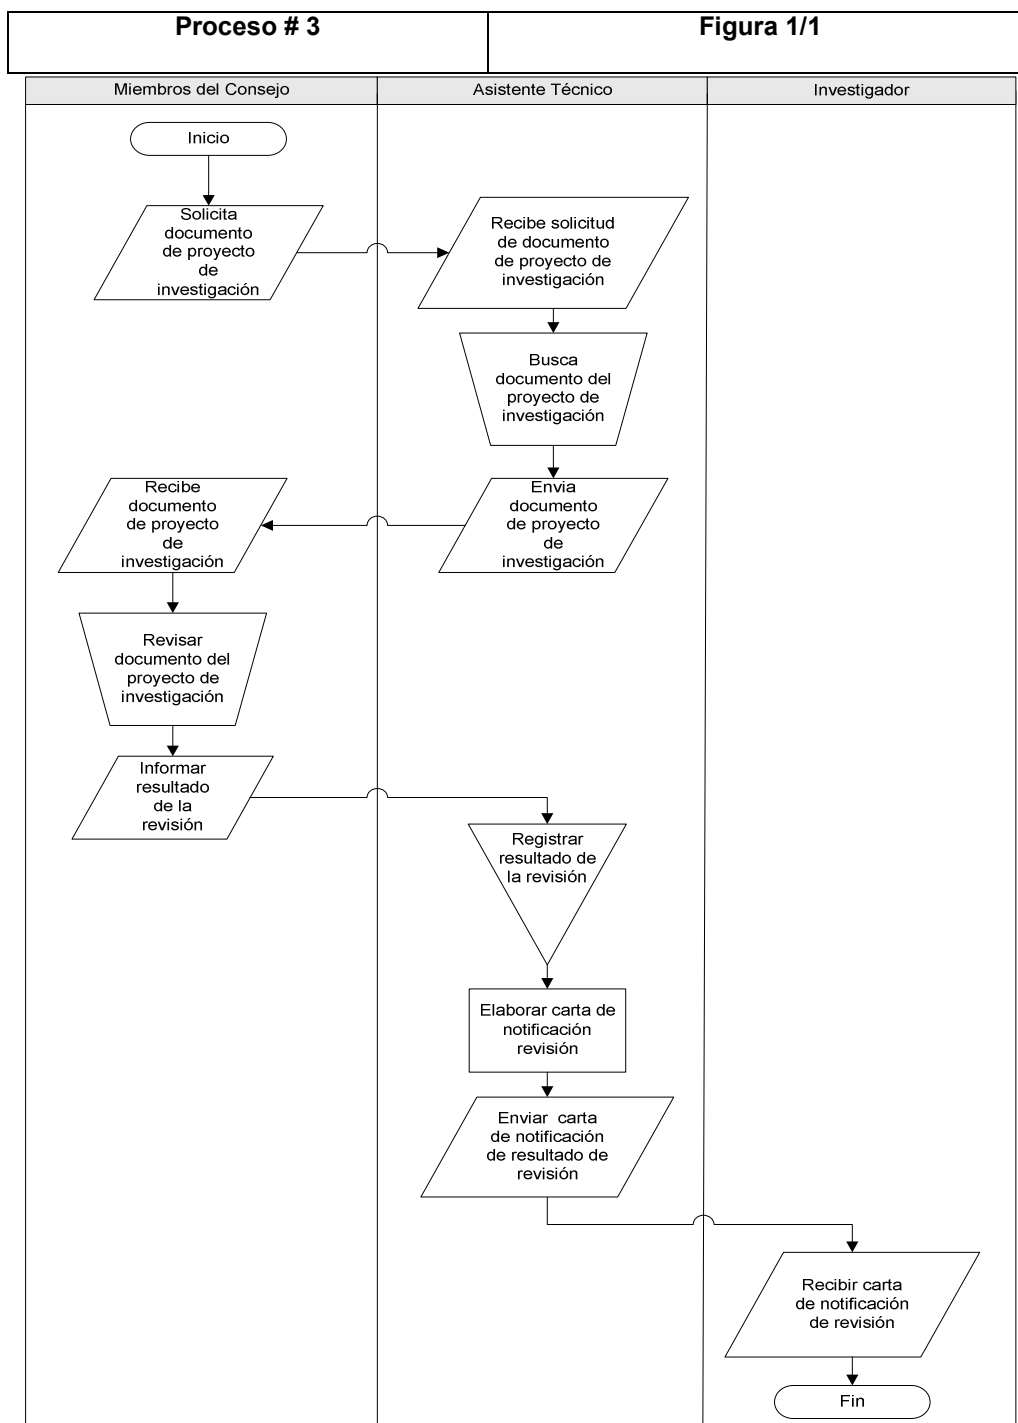 Proceso # 3
Figura 1/1
Miembros del Consejo
Asistente Técnico
Investigador
Inicio
Solicita
documento
de proyecto
de
investigación
Recibe solicitud
de documento
de proyecto de
investigación
Busca
documento del
proyecto de
investigación
Envia
documento
de proyecto
de
investigación
Recibe
documento
de proyecto
de
investigación
Revisar
documento del
proyecto de
investigación
Informar
resultado
de la
revisión
Registrar
resultado de
la revisión
Elaborar carta de
notificación
revisión
Enviar carta
de notificación
de resultado de
revisión
Recibir carta
de notificación
de revisión
Fin